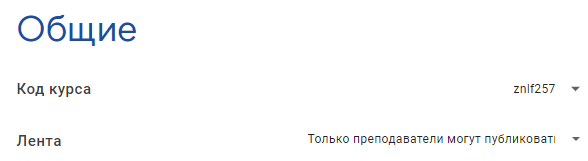 Общие
Код курса znlf257
Лента Только преподаватели могут публиковат